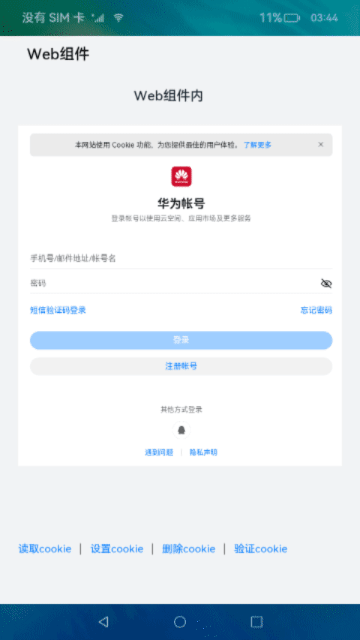 没有 SIM 卡 11% 03:44
Web组件
Web组件内
本网站使用 Cookie 功能，为您提供最佳的用户体验。 了解更多 ×
华为帐号
登录帐号以使用云空间、应用市场及更多服务
手机号/邮件地址/帐号名
密码
短信验证码登录 忘记密码
登录
注册帐号
其他方式登录
遇到问题 | 隐私声明
读取cookie | 设置cookie | 删除cookie | 验证cookie